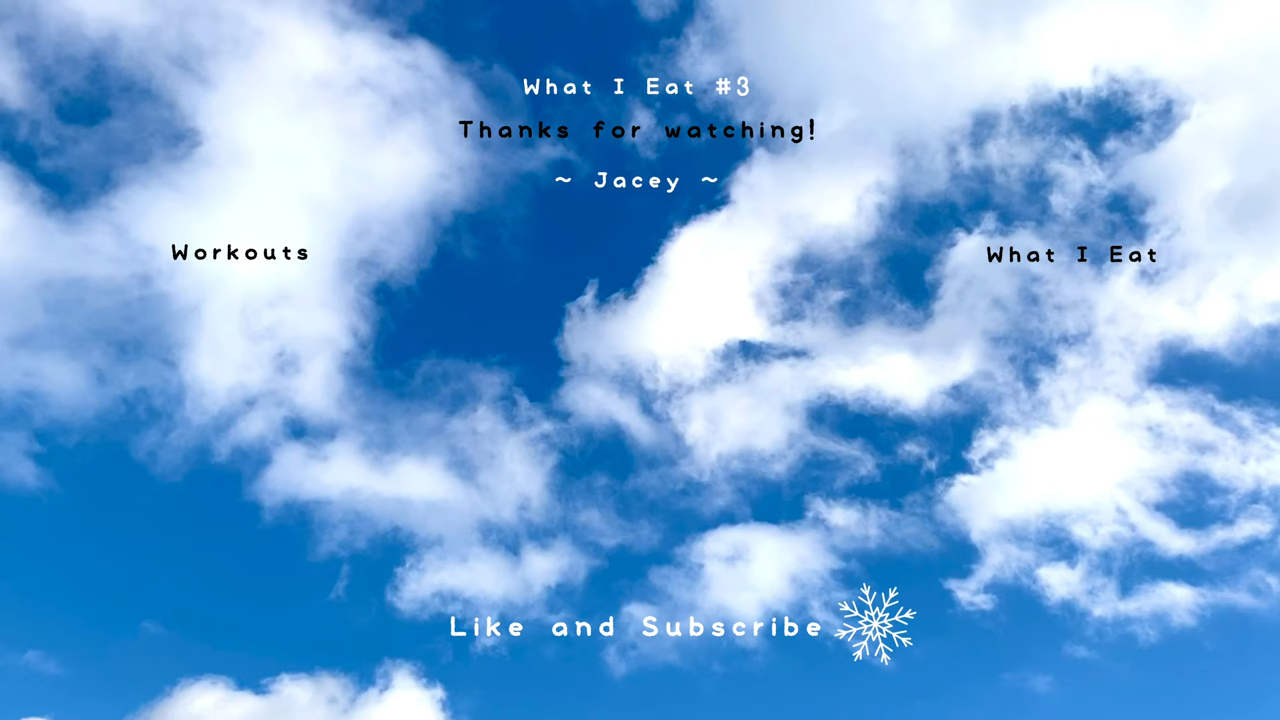 What I Eat #3
Thanks for watching!
~ Jacey ~
Workouts
What I Eat
Like and Subscribe